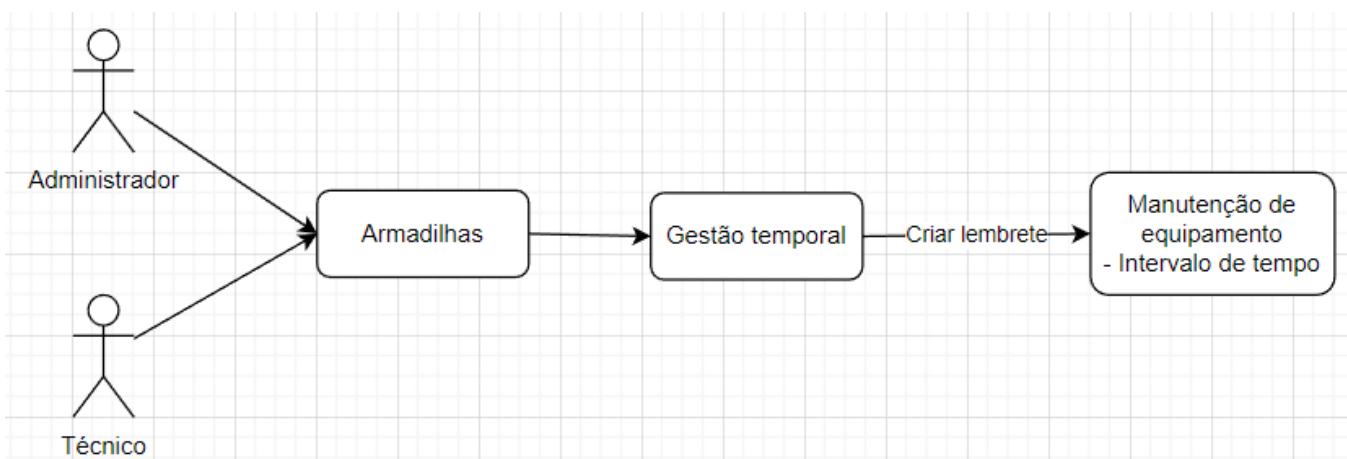 Administrador
Técnico
Armadilhas
Gestão temporal
Criar lembrete
Manutenção de
equipamento
- Intervalo de tempo